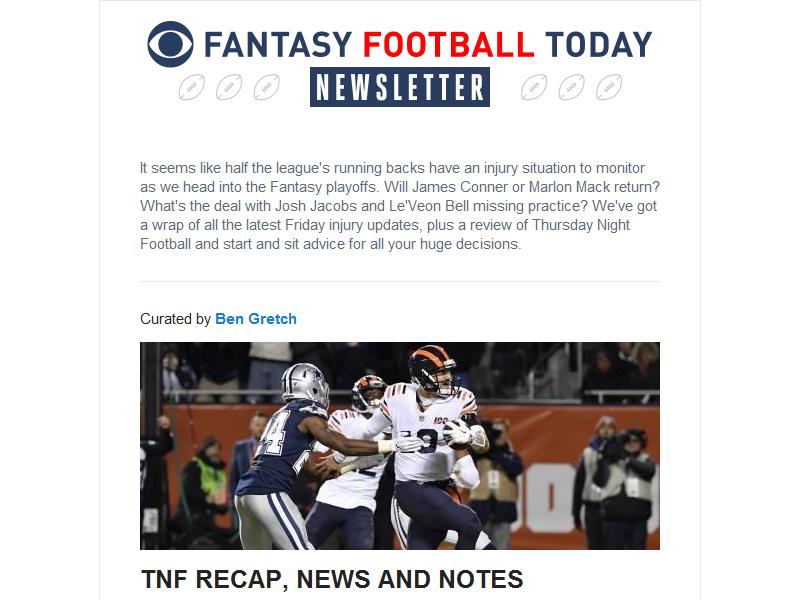 FANTASY FOOTBALL TODAY
NEWSLETTER
It seems like half the league's running backs have an injury situation to monitor
as we head into the Fantasy playoffs. Will James Conner or Marlon Mack return?
What's the deal with Josh Jacobs and Le'Veon Bell missing practice? We've got
a wrap of all the latest Friday injury updates, plus a review of Thursday Night
Football and start and sit advice for all your huge decisions.
Curated by Ben Gretch
TNF RECAP, NEWS AND NOTES